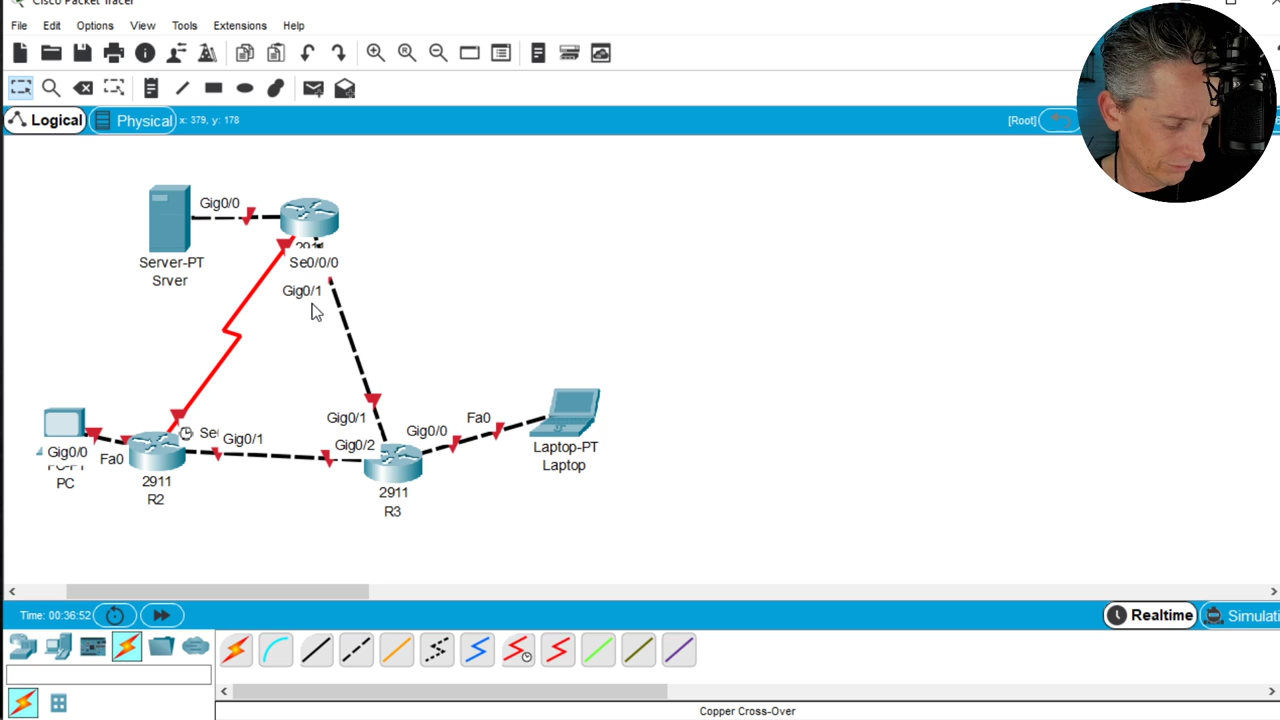 Cisco Packet Tracer
File Edit Options View Tools Extensions Help
Logical Physical x: 379, y: 178 [Root]
Gig0/0
2911
Server-PT
Srver
Se0/0/0
Gig0/1
Gig0/1
Gig0/0
Fa0
Gig0/2
Laptop-PT
Laptop
Gig0/1
Gig0/0
Fa0
PC
2911
R2
2911
R3
Time: 00:36:52
Realtime
Copper Cross-Over